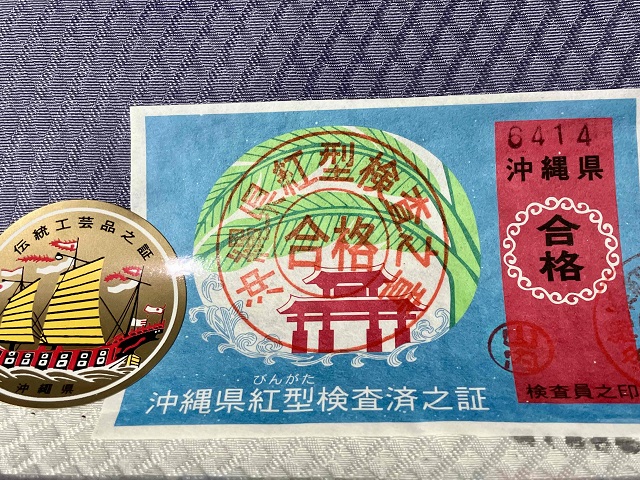 伝統工芸品之証
沖縄県
沖縄県紅型検査之章
合格
びんがた
沖縄県紅型検査済之証
6414
沖縄県
合格
検査員之印